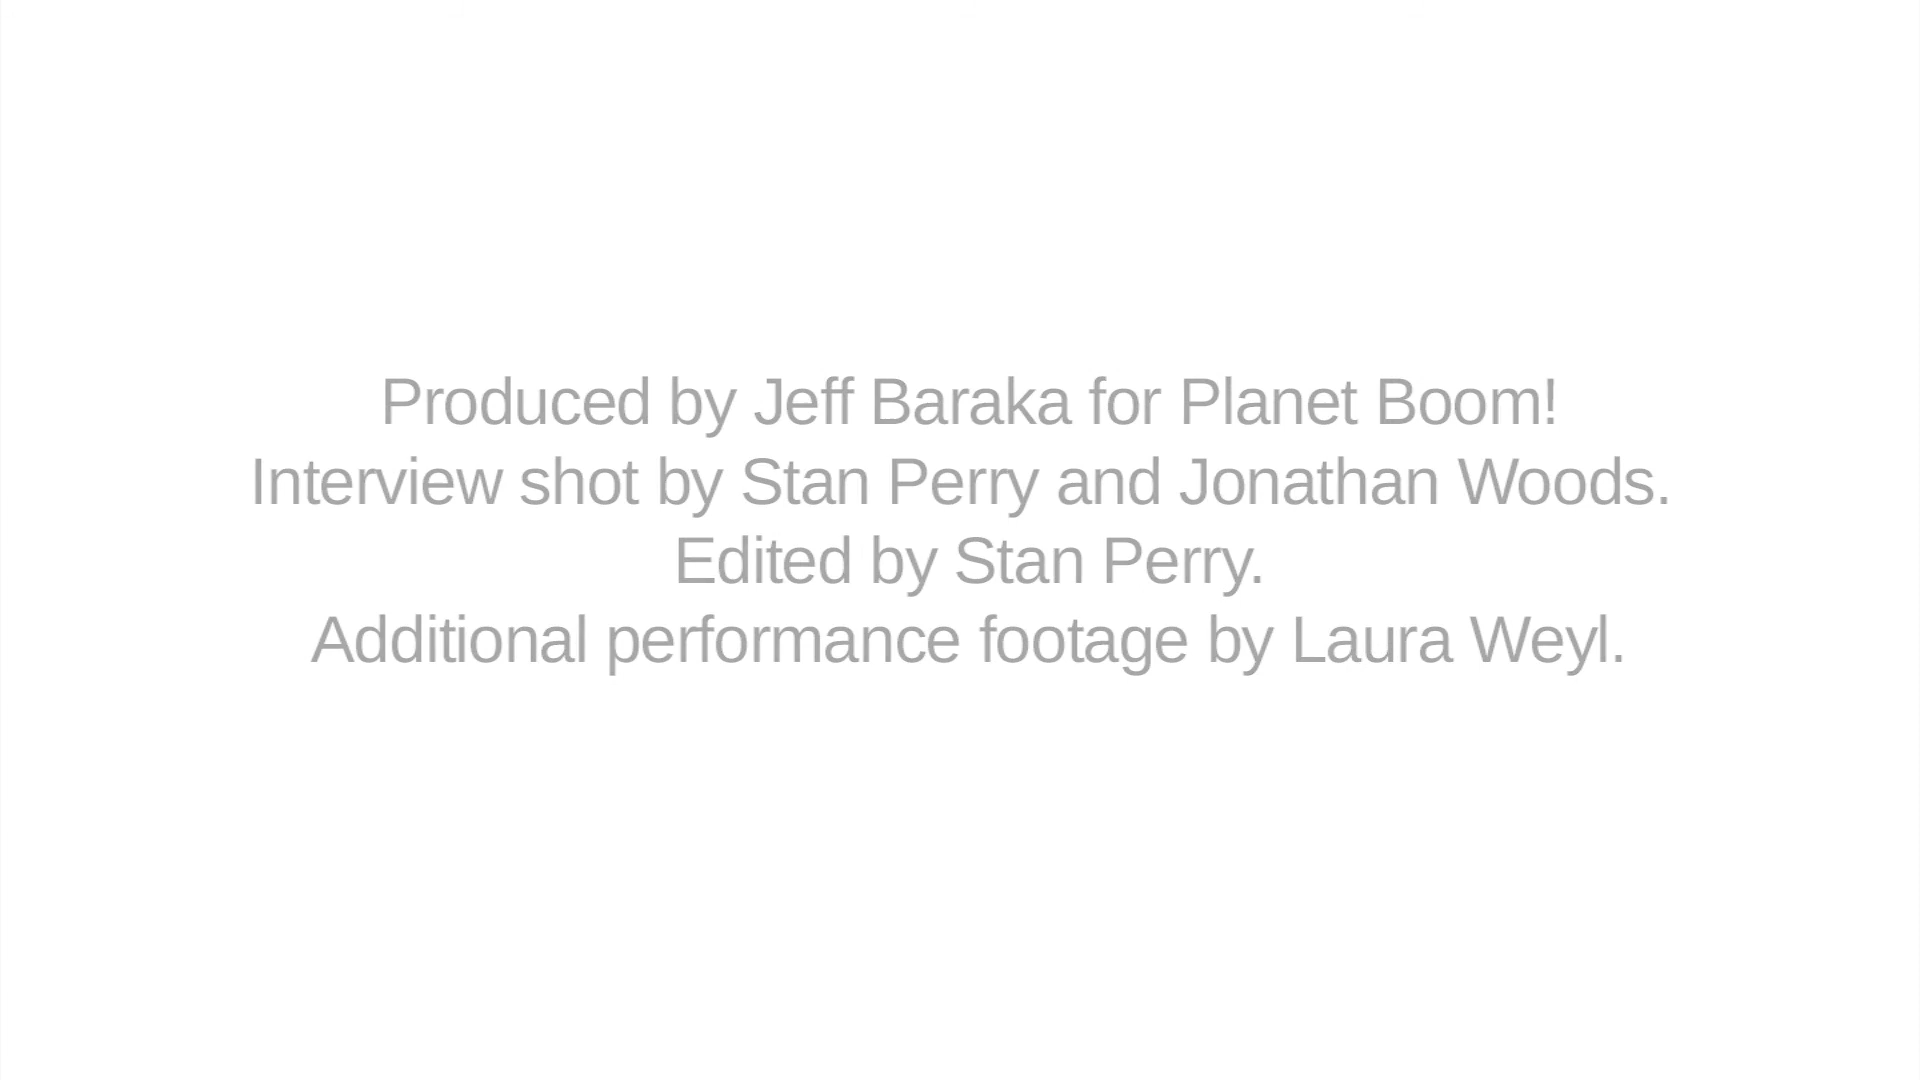 Produced by Jeff Baraka for Planet Boom!
Interview shot by Stan Perry and Jonathan Woods.
Edited by Stan Perry.
Additional performance footage by Laura Weyl.